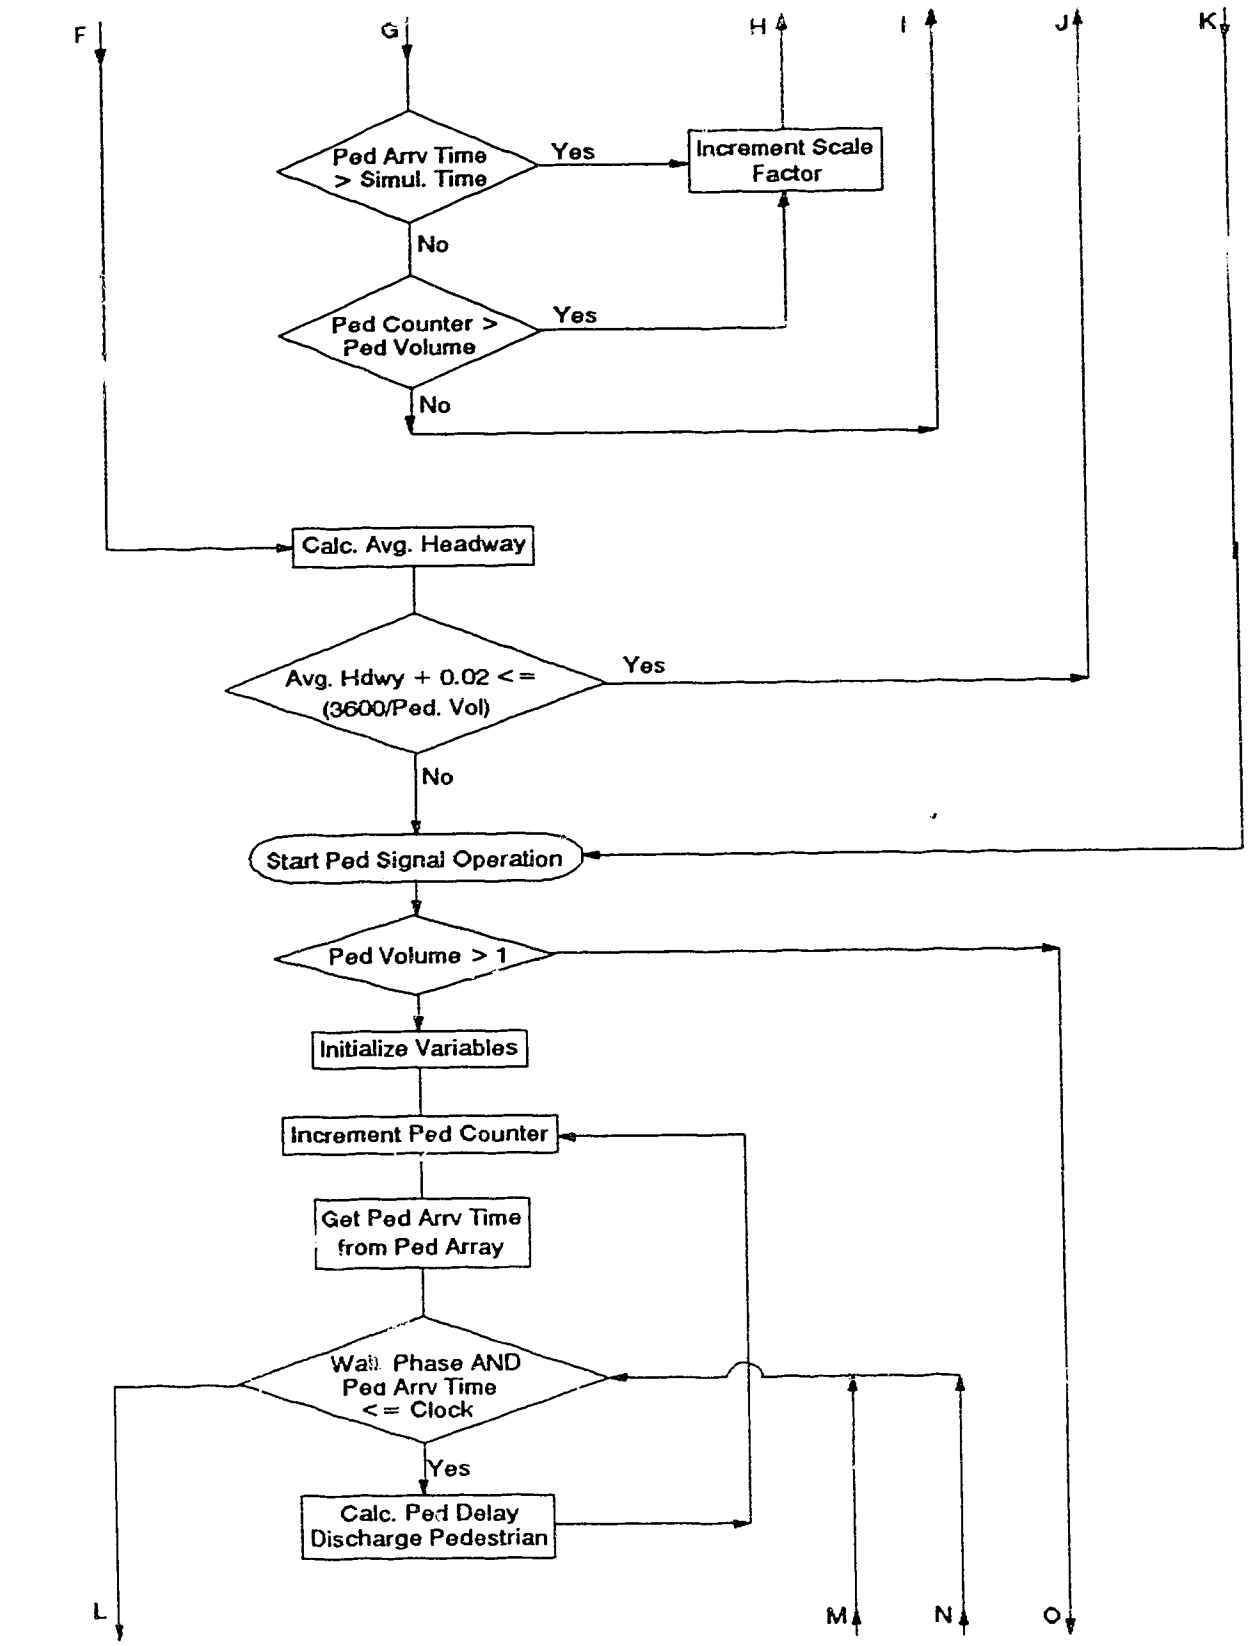 F
G
H
I
J
K
Ped Arrv Time
> Simul. Time
Yes
Increment Scale
Factor
No
Ped Counter >
Ped Volume
Yes
No
Calc. Avg. Headway
Avg. Hdwy + 0.02 <=
(3600/Ped. Vol)
Yes
No
Start Ped Signal Operation
Ped Volume > 1
Initialize Variables
Increment Ped Counter
Get Ped Arrv Time
from Ped Array
Phase AND
Ped Arrv Time
<= Clock
Yes
Calc. Ped Delay
Discharge Pedestrian
L
M
N
O